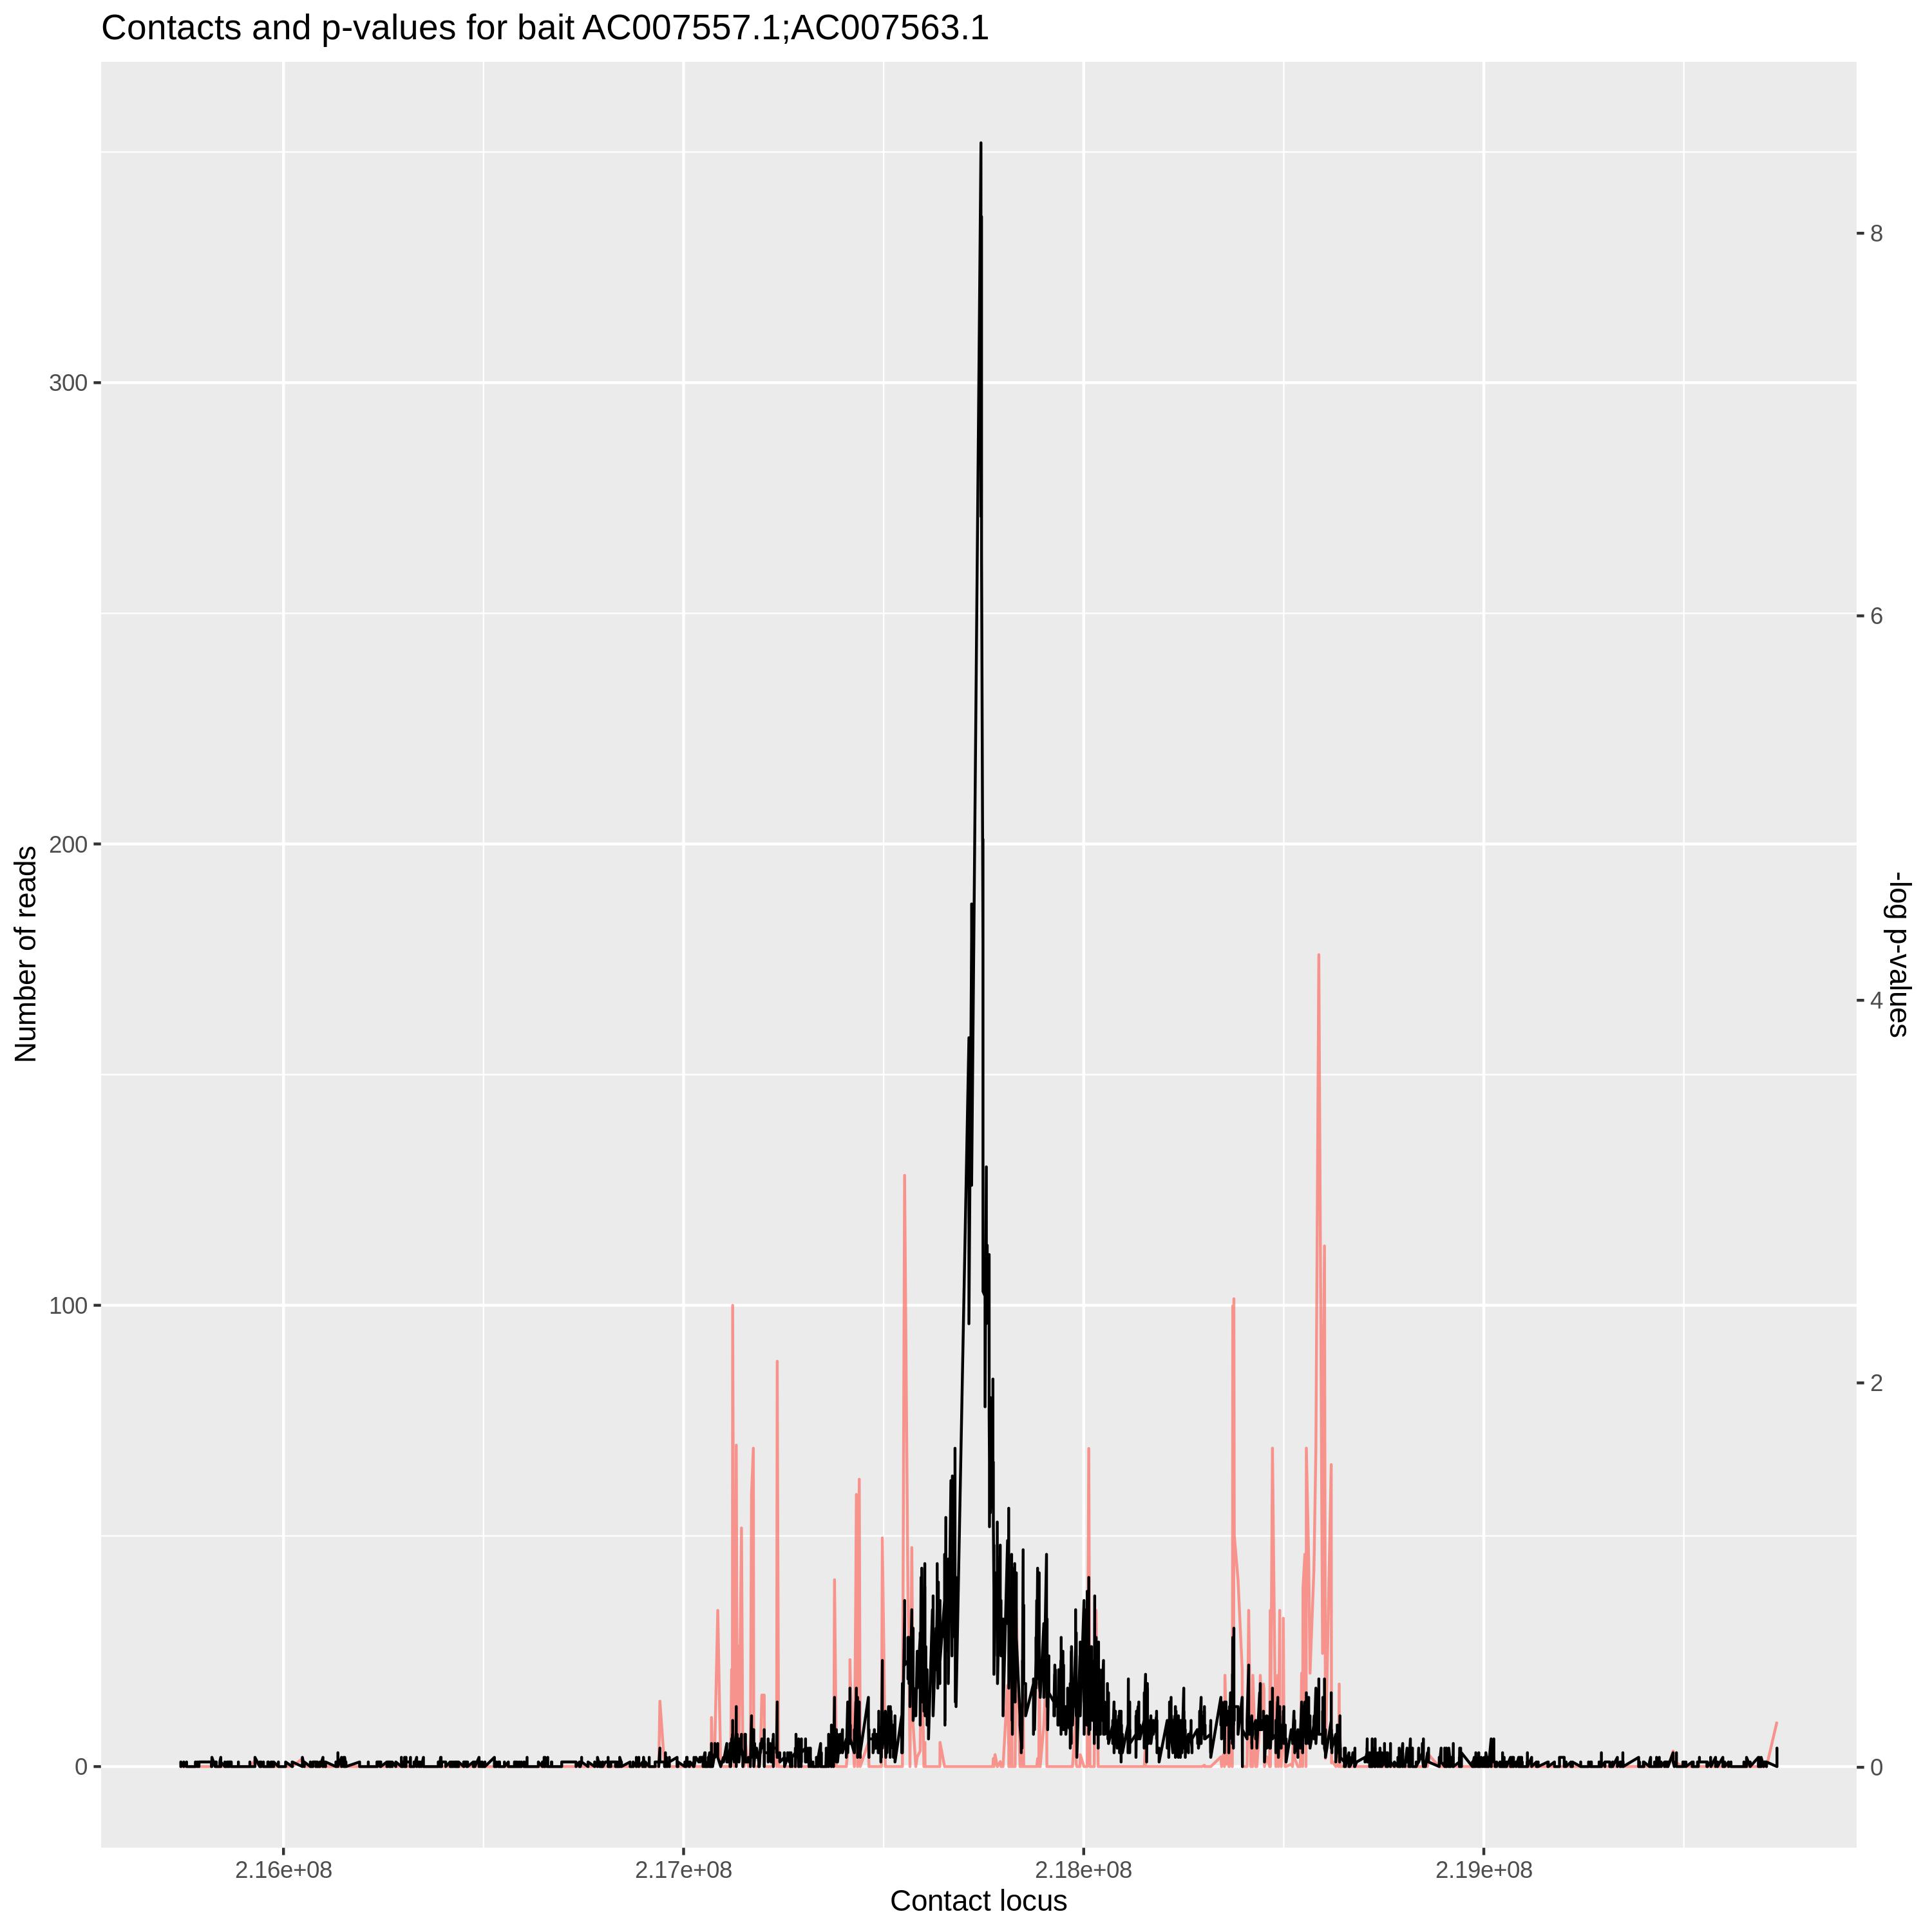 Contacts and p-values for bait AC007557.1;AC007563.1
300
200
100
0
Number of reads
8
6
4
2
0
-log p-values
2.16e+08
2.17e+08
2.18e+08
2.19e+08
Contact locus